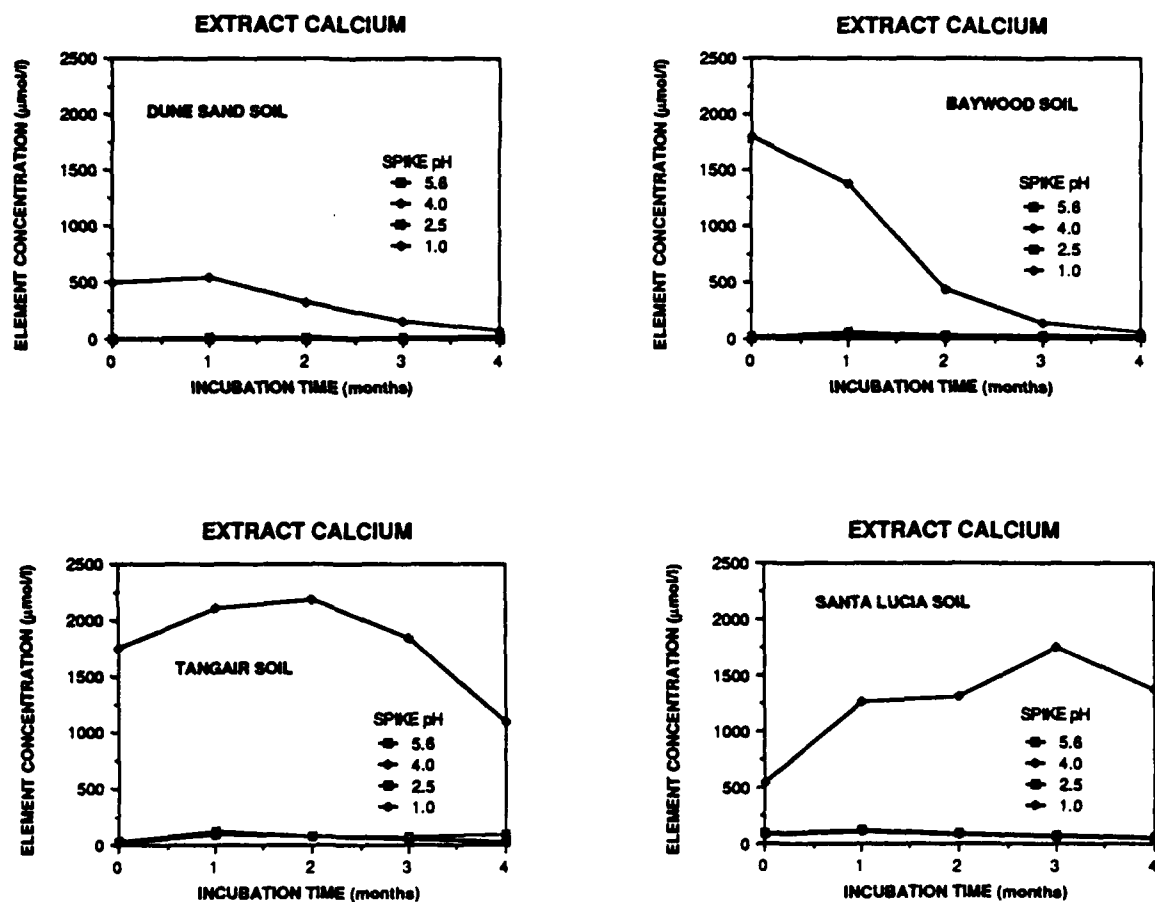 EXTRACT CALCIUM
ELEMENT CONCENTRATION (µmol/l)
2500
2000
1500
1000
500
0
DUNE SAND SOIL
SPIKE pH
5.6
4.0
2.5
1.0
0 1 2 3 4
INCUBATION TIME (months)
EXTRACT CALCIUM
ELEMENT CONCENTRATION (µmol/l)
2500
2000
1500
1000
500
0
BAYWOOD SOIL
SPIKE pH
5.6
4.0
2.5
1.0
0 1 2 3 4
INCUBATION TIME (months)
EXTRACT CALCIUM
ELEMENT CONCENTRATION (µmol/l)
2500
2000
1500
1000
500
0
TANGAIR SOIL
SPIKE pH
5.6
4.0
2.5
1.0
0 1 2 3 4
INCUBATION TIME (months)
EXTRACT CALCIUM
ELEMENT CONCENTRATION (µmol/l)
2500
2000
1500
1000
500
0
SANTA LUCIA SOIL
SPIKE pH
5.6
4.0
2.5
1.0
0 1 2 3 4
INCUBATION TIME (months)